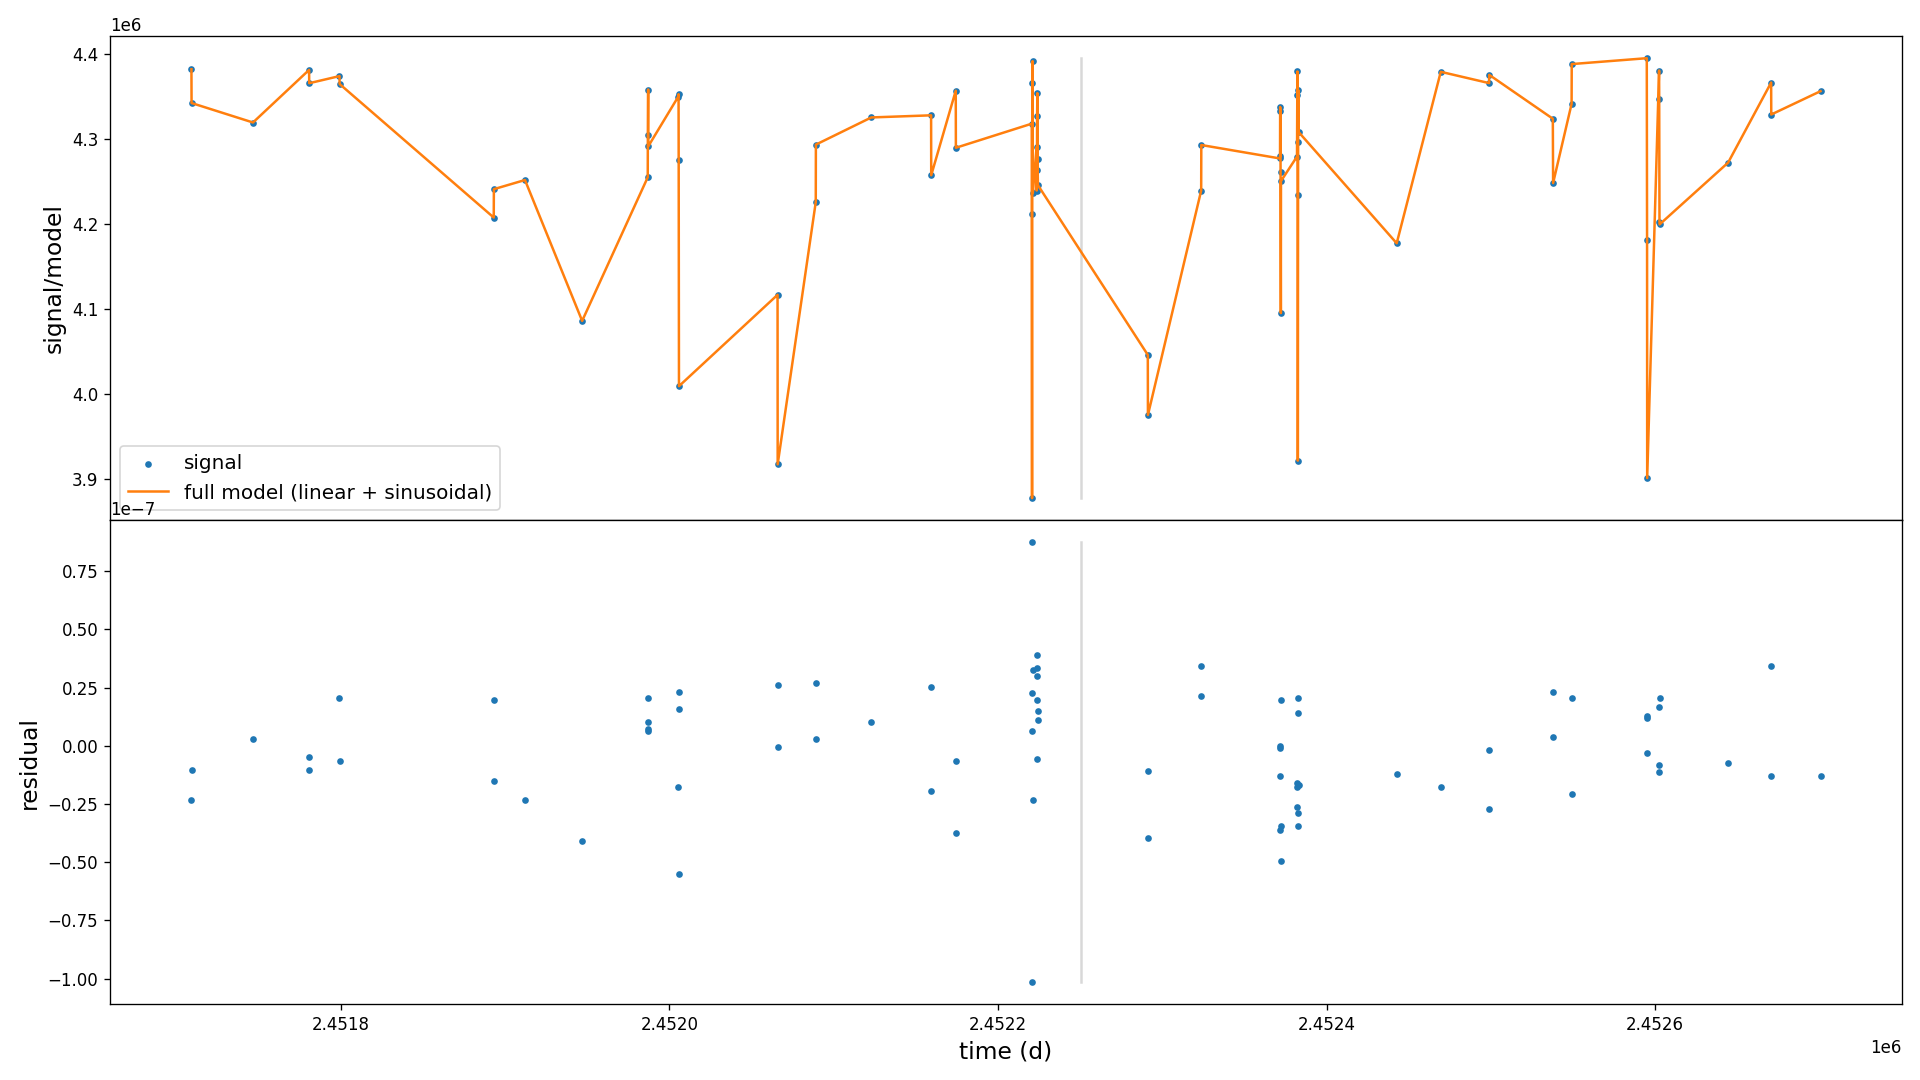 1e6
4.4
4.3
4.2
4.1
4.0
3.9
signal/model
signal
full model (linear + sinusoidal)
1e−7
0.75
0.50
0.25
0.00
−0.25
−0.50
−0.75
−1.00
residual
2.4518 2.4520 2.4522 2.4524 2.4526
time (d)
1e6